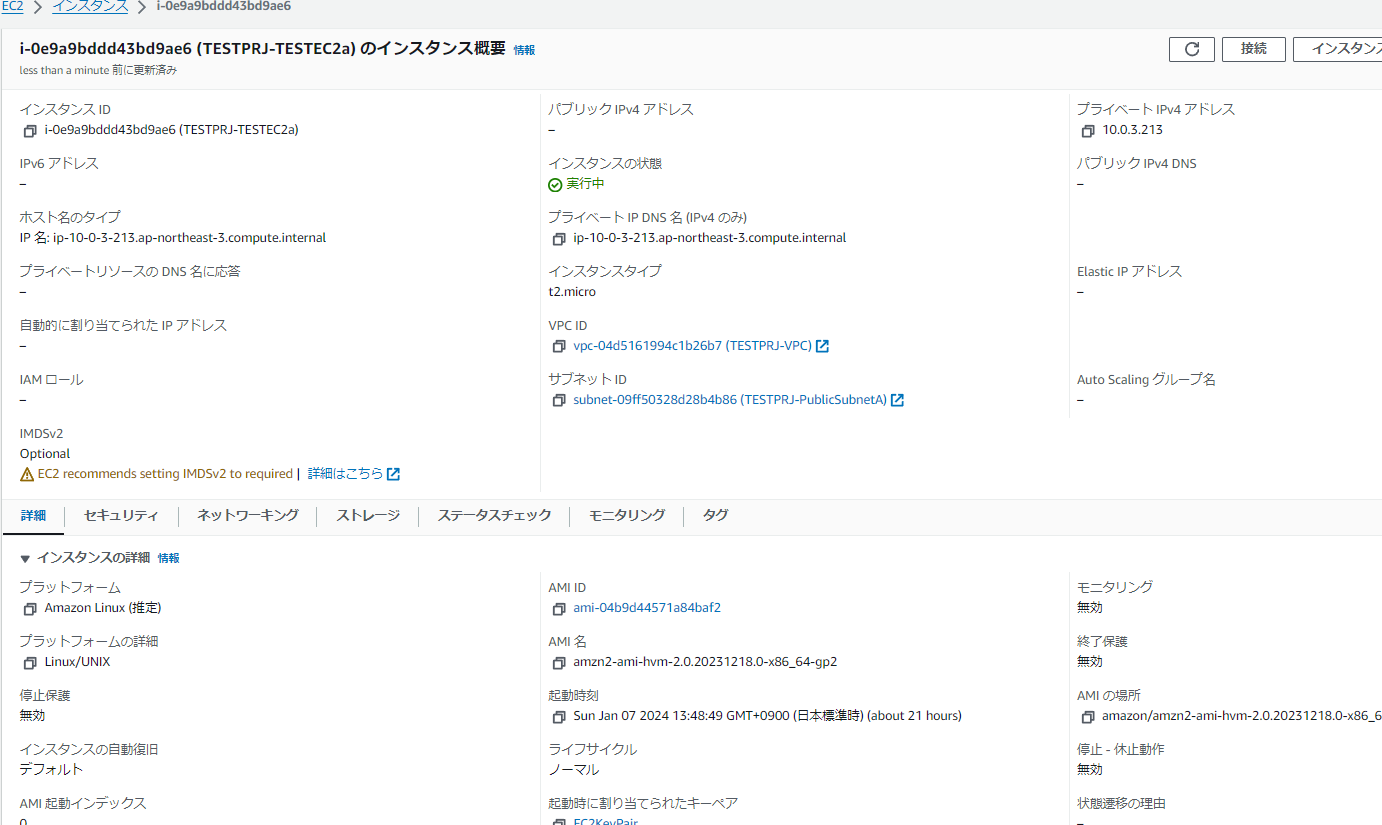 EC2 > インスタンス > i-0e9a9bddd43bd9ae6
i-0e9a9bddd43bd9ae6 (TESTPRJ-TESTEC2a) のインスタンス概要 情報
接続
インスタンス
less than a minute 前に更新済み
インスタンス ID
i-0e9a9bddd43bd9ae6 (TESTPRJ-TESTEC2a)
パブリック IPv4 アドレス
–
プライベート IPv4 アドレス
10.0.3.213
IPv6 アドレス
–
インスタンスの状態
実行中
パブリック IPv4 DNS
–
ホスト名のタイプ
IP 名: ip-10-0-3-213.ap-northeast-3.compute.internal
プライベート IP DNS 名 (IPv4 のみ)
ip-10-0-3-213.ap-northeast-3.compute.internal
プライベートリソースの DNS 名に応答
–
インスタンスタイプ
t2.micro
Elastic IP アドレス
–
自動的に割り当てられた IP アドレス
–
VPC ID
vpc-04d5161994c1b26b7 (TESTPRJ-VPC)
IAM ロール
–
サブネット ID
subnet-09ff50328d28b4b86 (TESTPRJ-PublicSubnetA)
Auto Scaling グループ名
–
IMDSv2
Optional
EC2 recommends setting IMDSv2 to required | 詳細はこちら
詳細
セキュリティ
ネットワーキング
ストレージ
ステータスチェック
モニタリング
タグ
▼ インスタンスの詳細 情報
プラットフォーム
Amazon Linux (推定)
AMI ID
ami-04b9d44571a84baf2
モニタリング
無効
プラットフォームの詳細
Linux/UNIX
AMI 名
amzn2-ami-hvm-2.0.20231218.0-x86_64-gp2
終了保護
無効
停止保護
無効
起動時刻
Sun Jan 07 2024 13:48:49 GMT+0900 (日本標準時) (about 21 hours)
AMI の場所
amazon/amzn2-ami-hvm-2.0.20231218.0-x86_6
インスタンスの自動復旧
デフォルト
ライフサイクル
ノーマル
停止 - 休止動作
無効
AMI 起動インデックス
0
起動時に割り当てられたキーペア
EC2KeyPair
状態遷移の理由
–